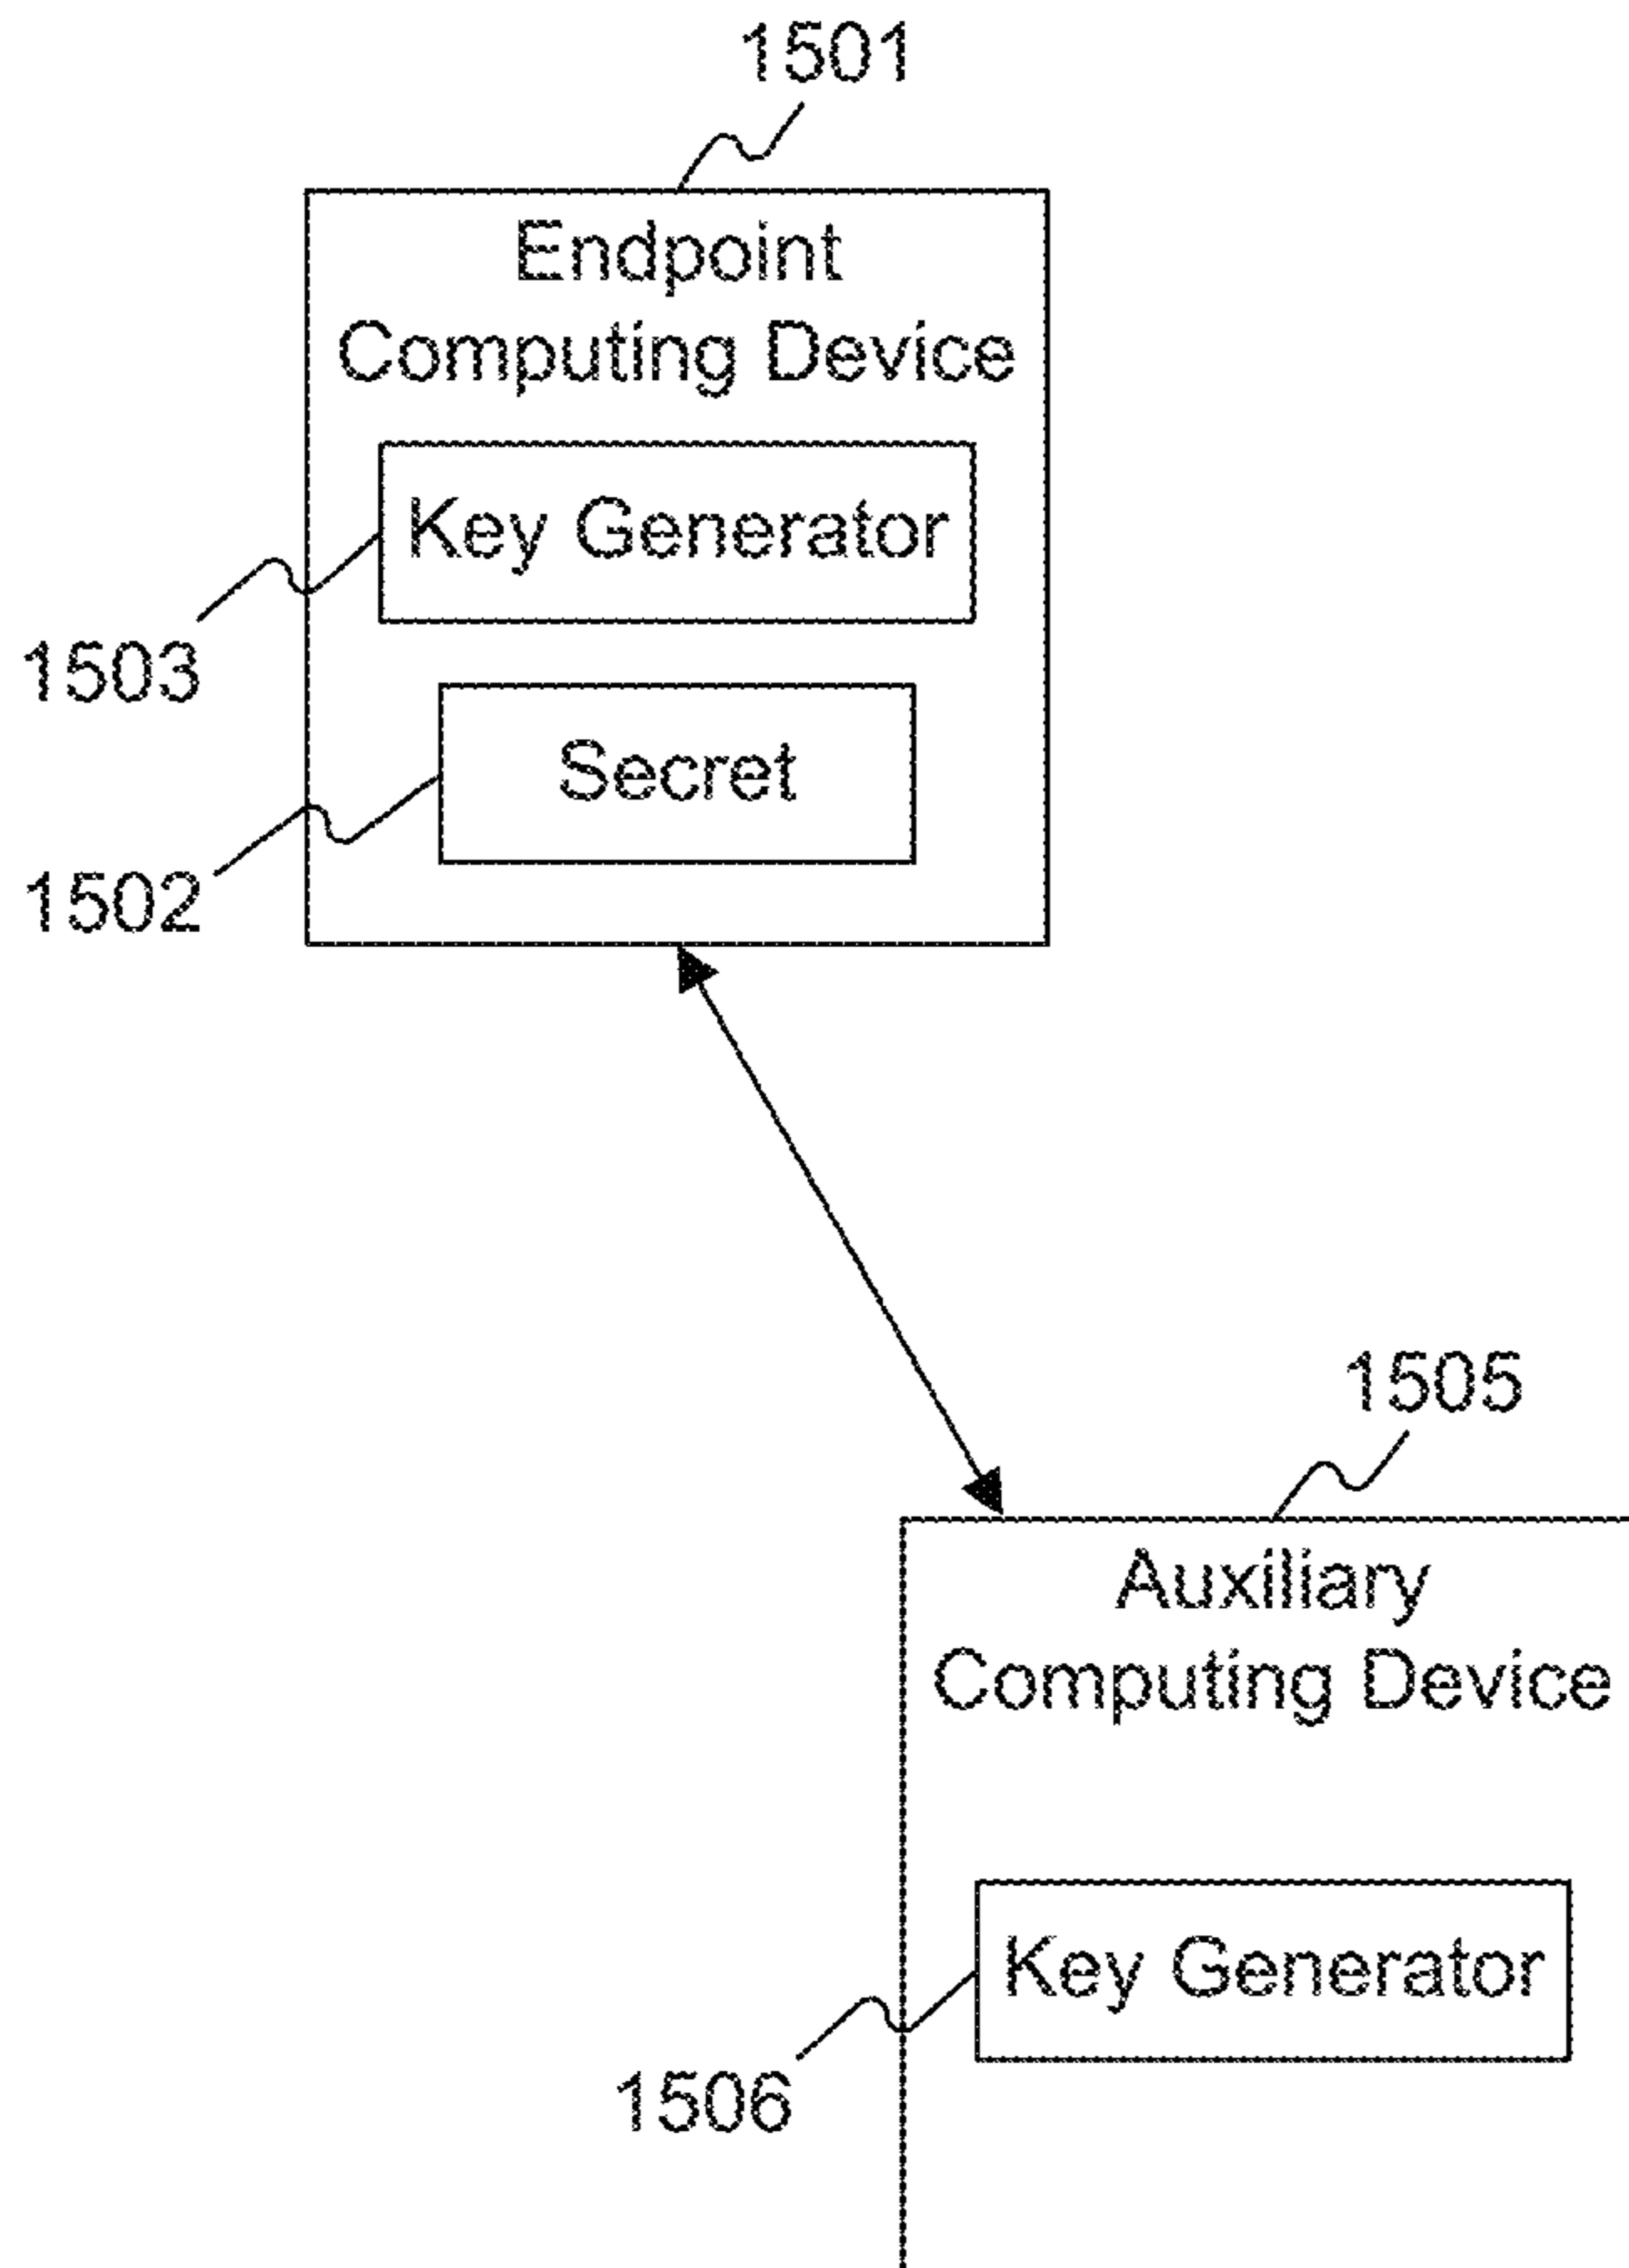 1501
Endpoint
Computing Device
Key Generator
1503
Secret
1502
1505
Auxiliary
Computing Device
Key Generator
1506